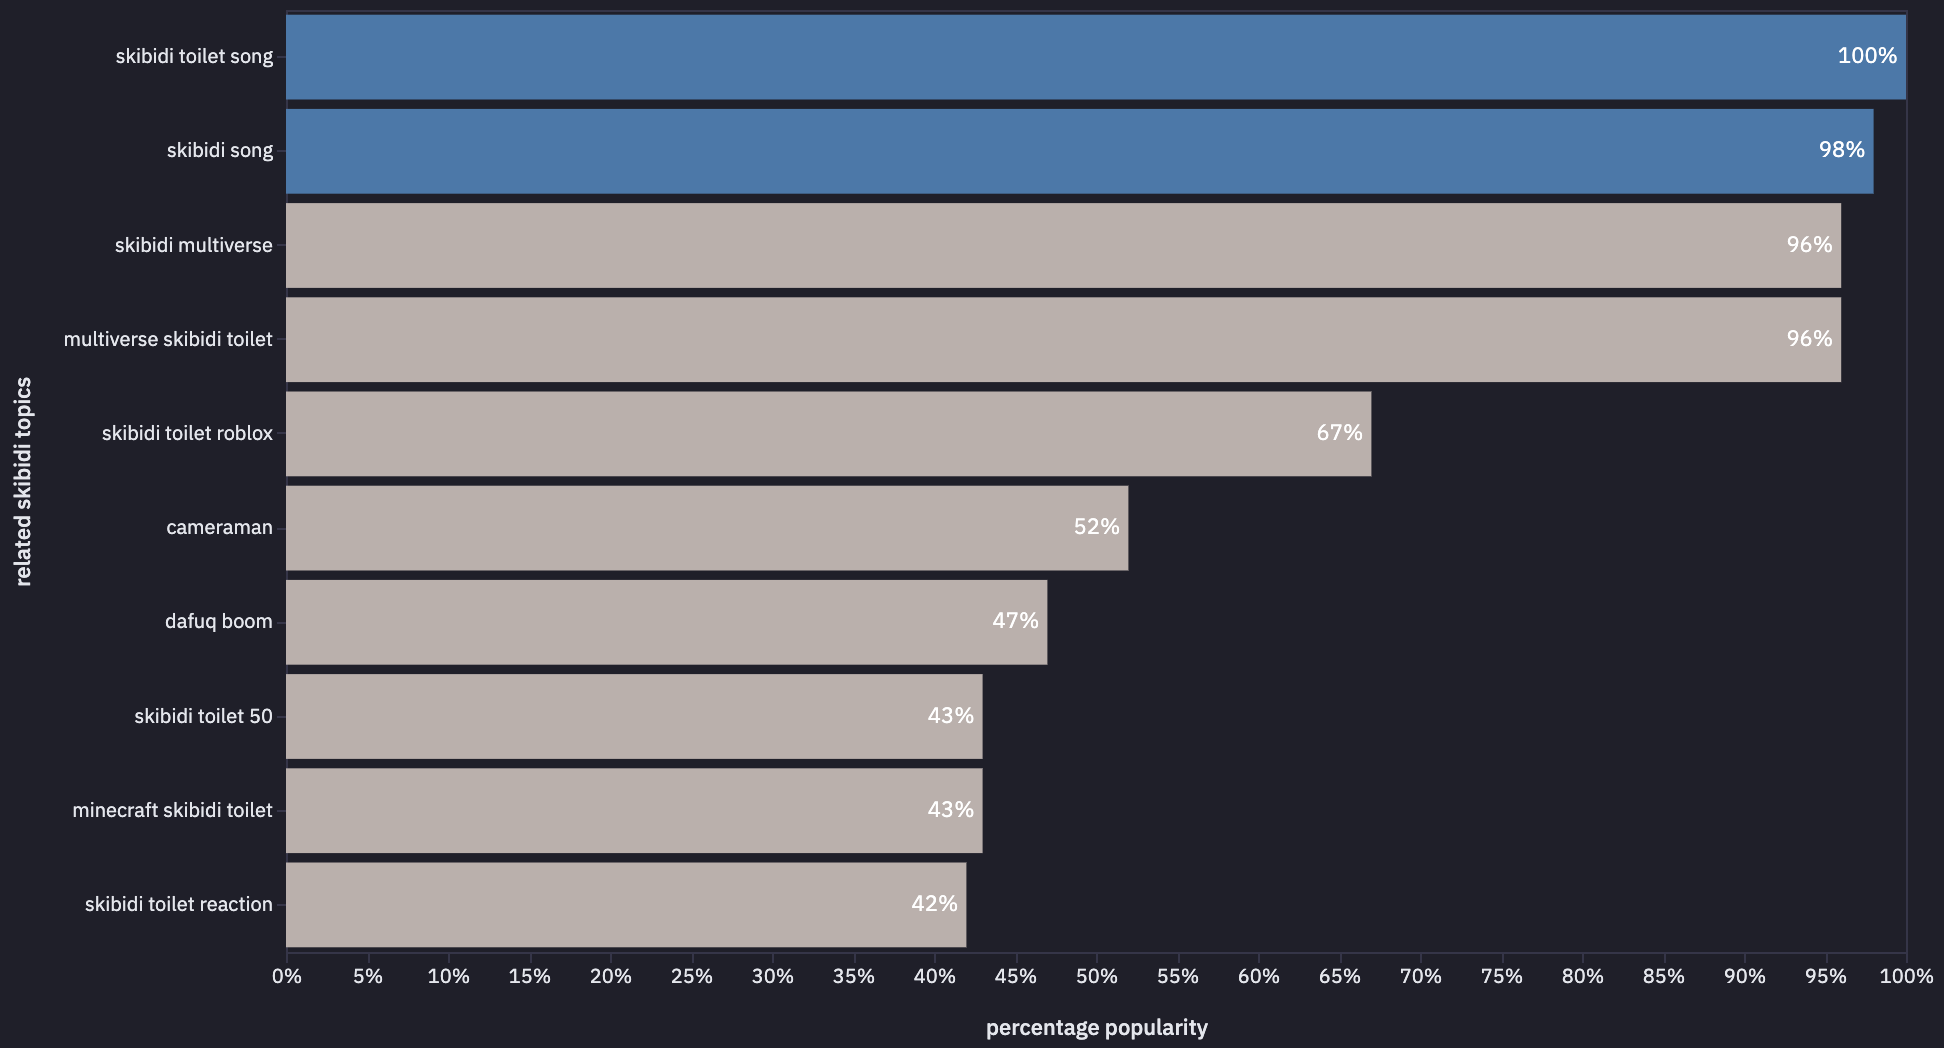 skibidi toilet song
100%
skibidi song
98%
skibidi multiverse
96%
multiverse skibidi toilet
96%
skibidi toilet roblox
67%
cameraman
52%
dafuq boom
47%
skibidi toilet 50
43%
minecraft skibidi toilet
43%
skibidi toilet reaction
42%
related skibidi topics
0% 5% 10% 15% 20% 25% 30% 35% 40% 45% 50% 55% 60% 65% 70% 75% 80% 85% 90% 95% 100%
percentage popularity